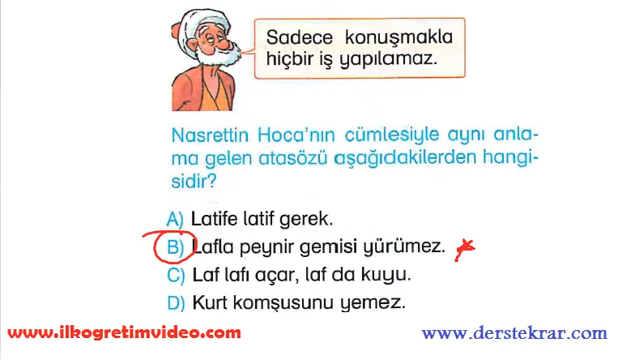 Sadece konuşmakla
hiçbir iş yapılamaz.
Nasrettin Hoca'nın cümlesiyle aynı anla-
ma gelen atasözü aşağıdakilerden hangi-
sidir?
A) Latife latif gerek.
B) Lafla peynir gemisi yürümez.
C) Laf lafı açar, laf da kuyu.
D) Kurt komşusunu yemez.
www.ilkogretimvideo.com
www.derstekrar.com